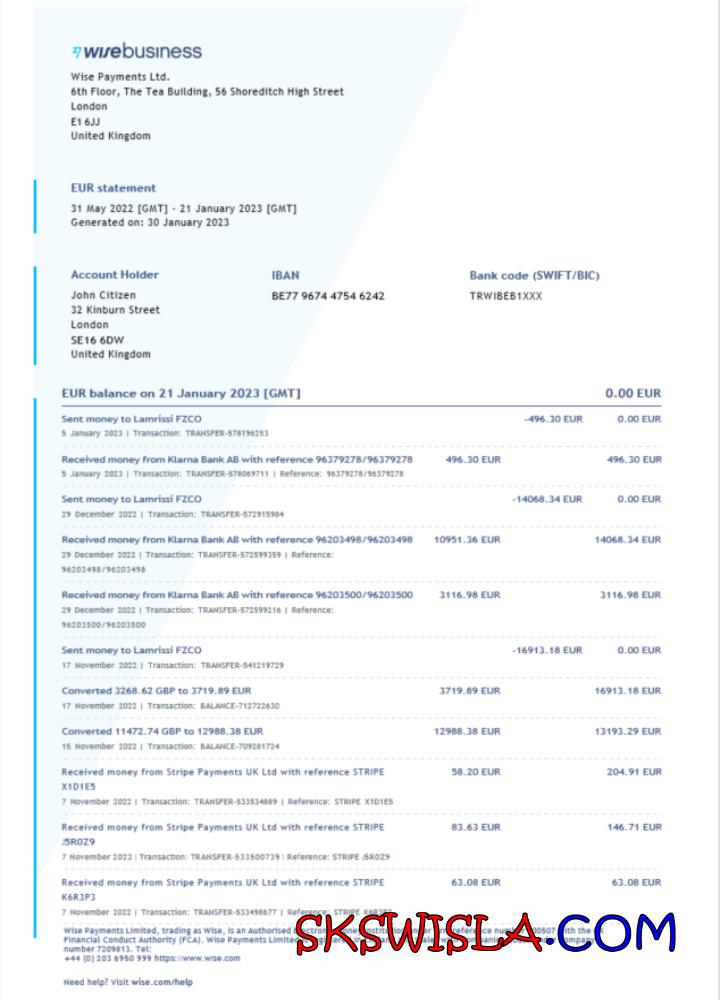 wisebusiness
Wise Payments Ltd.
6th Floor, The Tea Building, 56 Shoreditch High Street
London
E1 6JJ
United Kingdom
EUR statement
31 May 2022 [GMT] - 21 January 2023 [GMT]
Generated on: 30 January 2023
Account Holder IBAN Bank code (SWIFT/BIC)
John Citizen BE77 9674 4754 6242 TRWIBEB1XXX
32 Kinburn Street
London
SE16 6DW
United Kingdom
EUR balance on 21 January 2023 [GMT] 0.00 EUR
Sent money to Lamrissi FZCO -496.30 EUR 0.00 EUR
5 January 2023 | Transaction: TRANSFER-578196253
Received money from Klarna Bank AB with reference 96379278/96379278 496.30 EUR 496.30 EUR
5 January 2023 | Transaction: TRANSFER-578069711 | Reference: 96379278/96379278
Sent money to Lamrissi FZCO -14068.34 EUR 0.00 EUR
29 December 2022 | Transaction: TRANSFER-572915984
Received money from Klarna Bank AB with reference 96203498/96203498 10951.36 EUR 14068.34 EUR
29 December 2022 | Transaction: TRANSFER-572599359 | Reference:
96203498/96203498
Received money from Klarna Bank AB with reference 96203500/96203500 3116.98 EUR 3116.98 EUR
29 December 2022 | Transaction: TRANSFER-572599216 | Reference:
96203500/96203500
Sent money to Lamrissi FZCO -16913.18 EUR 0.00 EUR
17 November 2022 | Transaction: TRANSFER-541219729
Converted 3268.62 GBP to 3719.89 EUR 3719.89 EUR 16913.18 EUR
17 November 2022 | Transaction: BALANCE-712722630
Converted 11472.74 GBP to 12988.38 EUR 12988.38 EUR 13193.29 EUR
15 November 2022 | Transaction: BALANCE-709281724
Received money from Stripe Payments UK Ltd with reference STRIPE 58.20 EUR 204.91 EUR
X1D1E5
7 November 2022 | Transaction: TRANSFER-533534889 | Reference: STRIPE X1D1E5
Received money from Stripe Payments UK Ltd with reference STRIPE 83.63 EUR 146.71 EUR
J5R0Z9
7 November 2022 | Transaction: TRANSFER-533500739 | Reference: STRIPE J5R0Z9
Received money from Stripe Payments UK Ltd with reference STRIPE 63.08 EUR 63.08 EUR
K6R3P3
7 November 2022 | Transaction: TRANSFER-533498677 | Reference: STRIPE K6R3P3
Wise Payments Limited, trading as Wise, is an Authorised with the
Financial Conduct Authority (FCA). Wise Payments Limited
number 7209813. Tel:
+44 (0) 203 6950 999 https://www.wise.com
SKSWISLA.COM
Need help? Visit wise.com/help